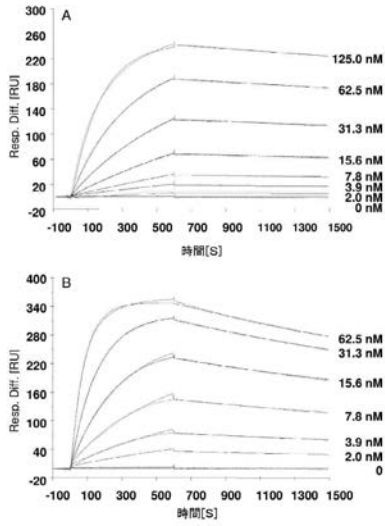 A
Resp. Diff. [RU]
300
260
220
180
140
100
60
20
-20
125.0 nM
62.5 nM
31.3 nM
15.6 nM
7.8 nM
3.9 nM
2.0 nM
0 nM
-100 100 300 500 700 900 1100 1300 1500
時間[S]
B
Resp. Diff. [RU]
400
340
280
220
160
100
40
-20
62.5 nM
31.3 nM
15.6 nM
7.8 nM
3.9 nM
2.0 nM
0
-100 100 300 500 700 900 1100 1300 1500
時間[S]